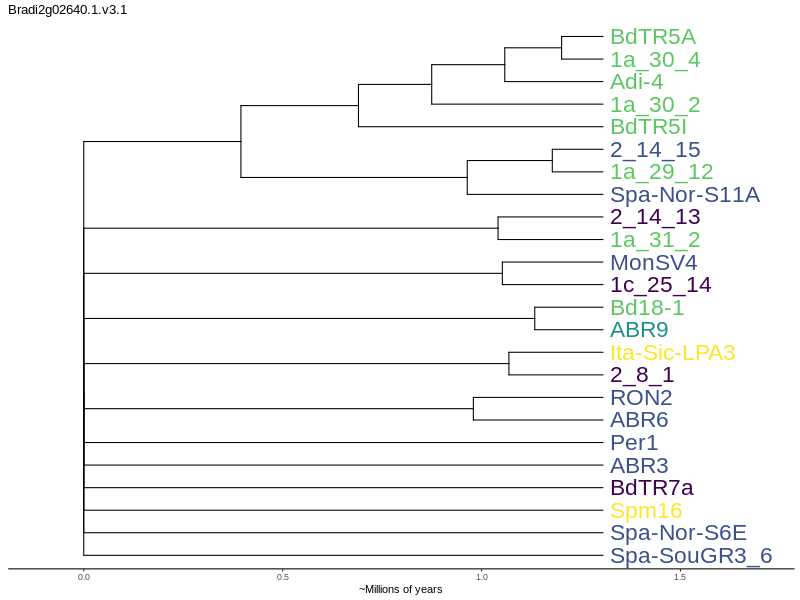 Bradi2g02640.1.v3.1
BdTR5A
1a_30_4
Adi-4
1a_30_2
BdTR5I
2_14_15
1a_29_12
Spa-Nor-S11A
2_14_13
1a_31_2
MonSV4
1c_25_14
Bd18-1
ABR9
Ita-Sic-LPA3
2_8_1
RON2
ABR6
Per1
ABR3
BdTR7a
Spm16
Spa-Nor-S6E
Spa-SouGR3_6
0.0 0.5 1.0 1.5
~Millions of years